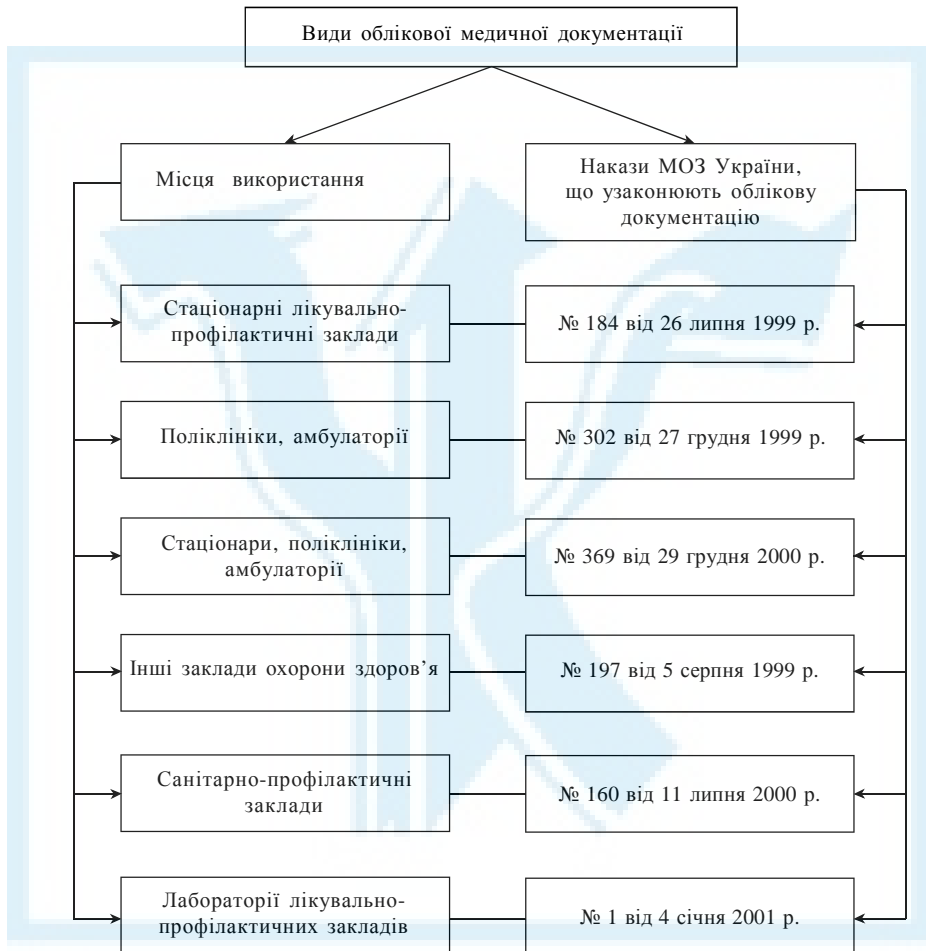 Види облікової медичної документації
Місця використання
Накази МОЗ України,
що узаконюють облікову
документацію
Стаціонарні лікувально-
профілактичні заклади
№ 184 від 26 липня 1999 р.
Поліклініки, амбулаторії
№ 302 від 27 грудня 1999 р.
Стаціонари, поліклініки,
амбулаторії
№ 369 від 29 грудня 2000 р.
Інші заклади охорони здоров’я
№ 197 від 5 серпня 1999 р.
Санітарно-профілактичні
заклади
№ 160 від 11 липня 2000 р.
Лабораторії лікувально-
профілактичних закладів
№ 1 від 4 січня 2001 р.